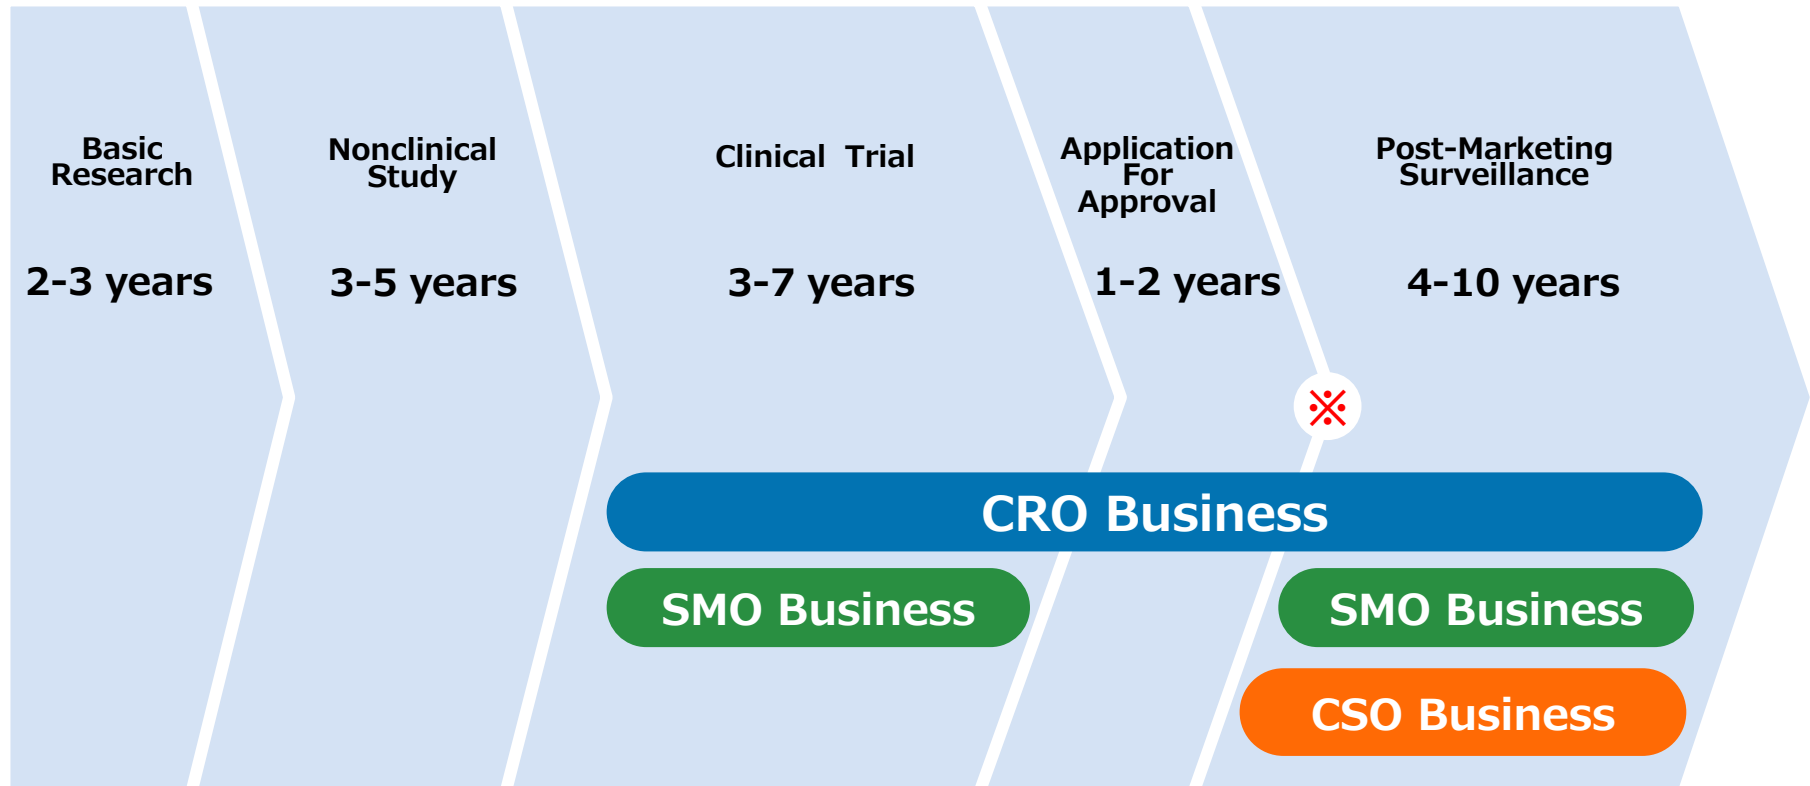 Basic
Research
2-3 years
Nonclinical
Study
3-5 years
Clinical Trial
3-7 years
Application
For
Approval
1-2 years
Post-Marketing
Surveillance
4-10 years
※
CRO Business
SMO Business
SMO Business
CSO Business